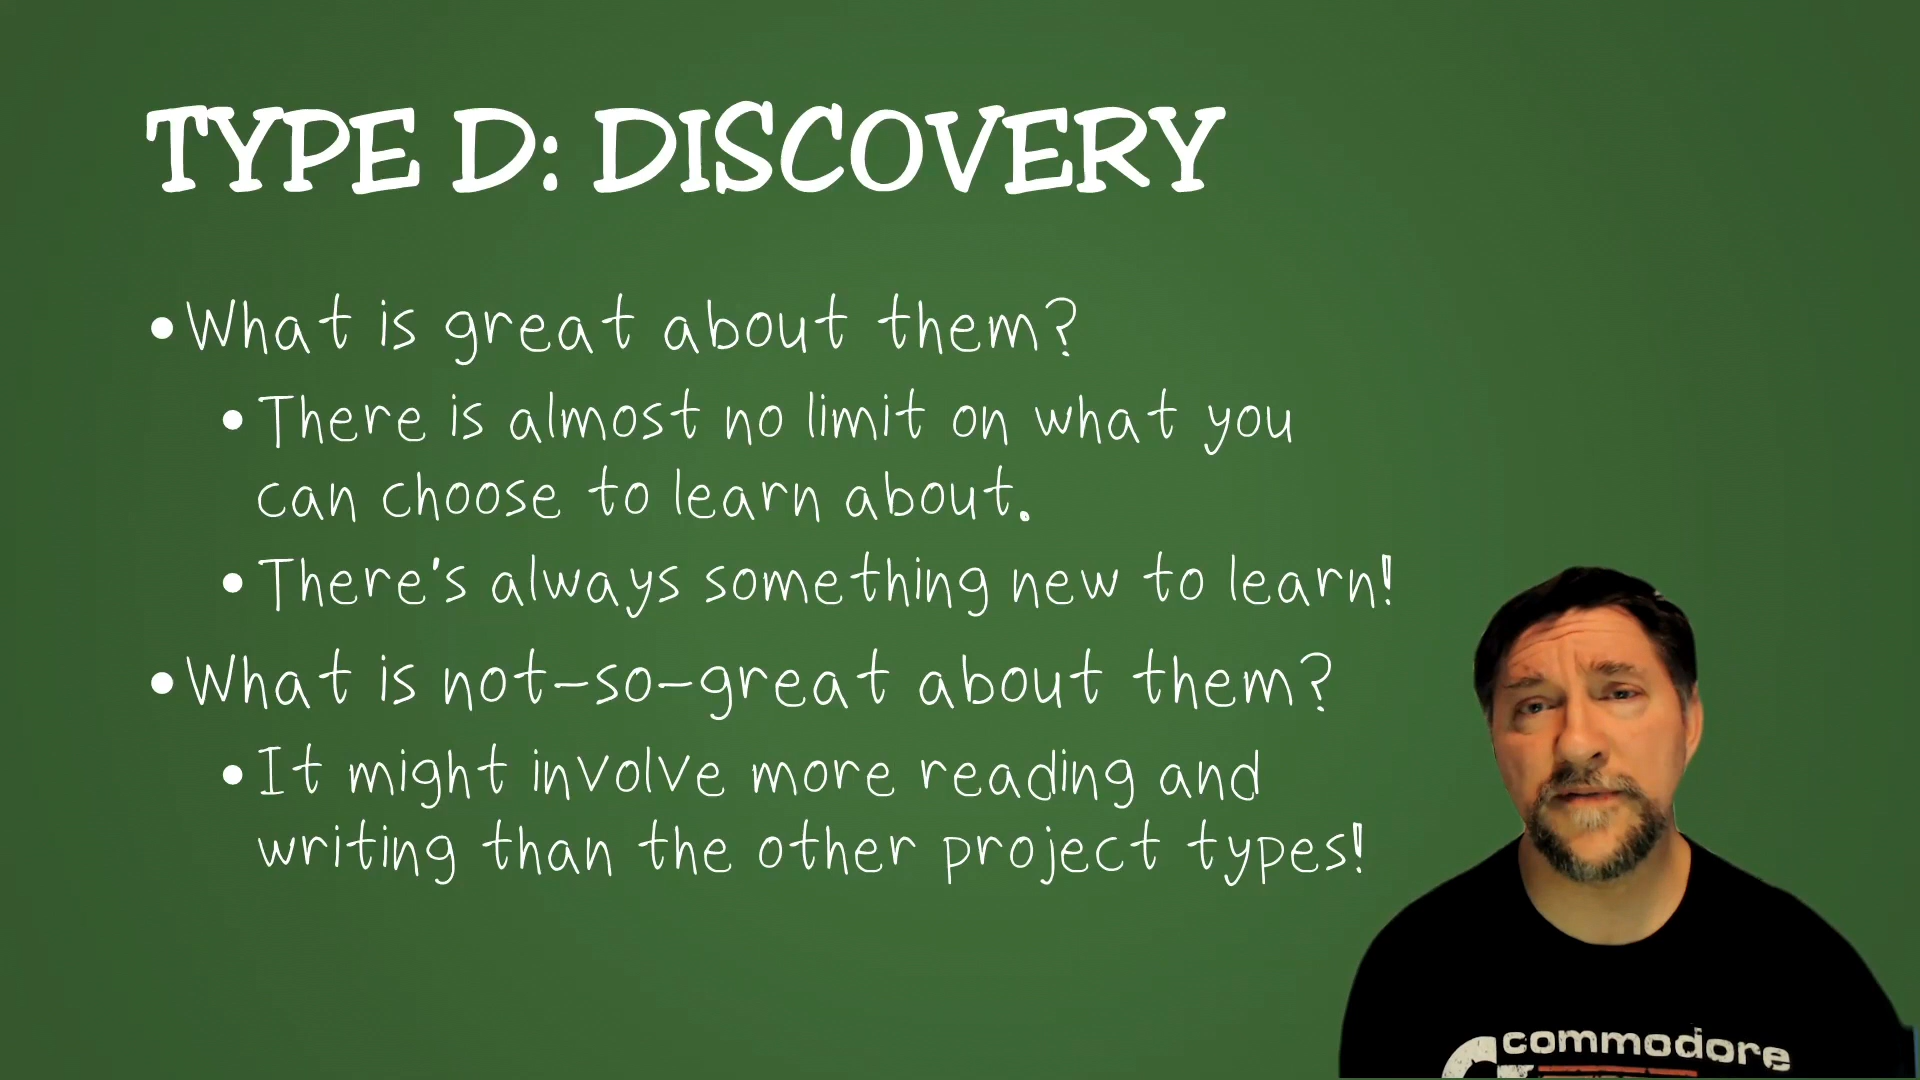 TYPE D: DISCOVERY
•What is great about them?
•There is almost no limit on what you
can choose to learn about.
•There's always something new to learn!
•What is not-so-great about them?
•It might involve more reading and
writing than the other project types!
commodore